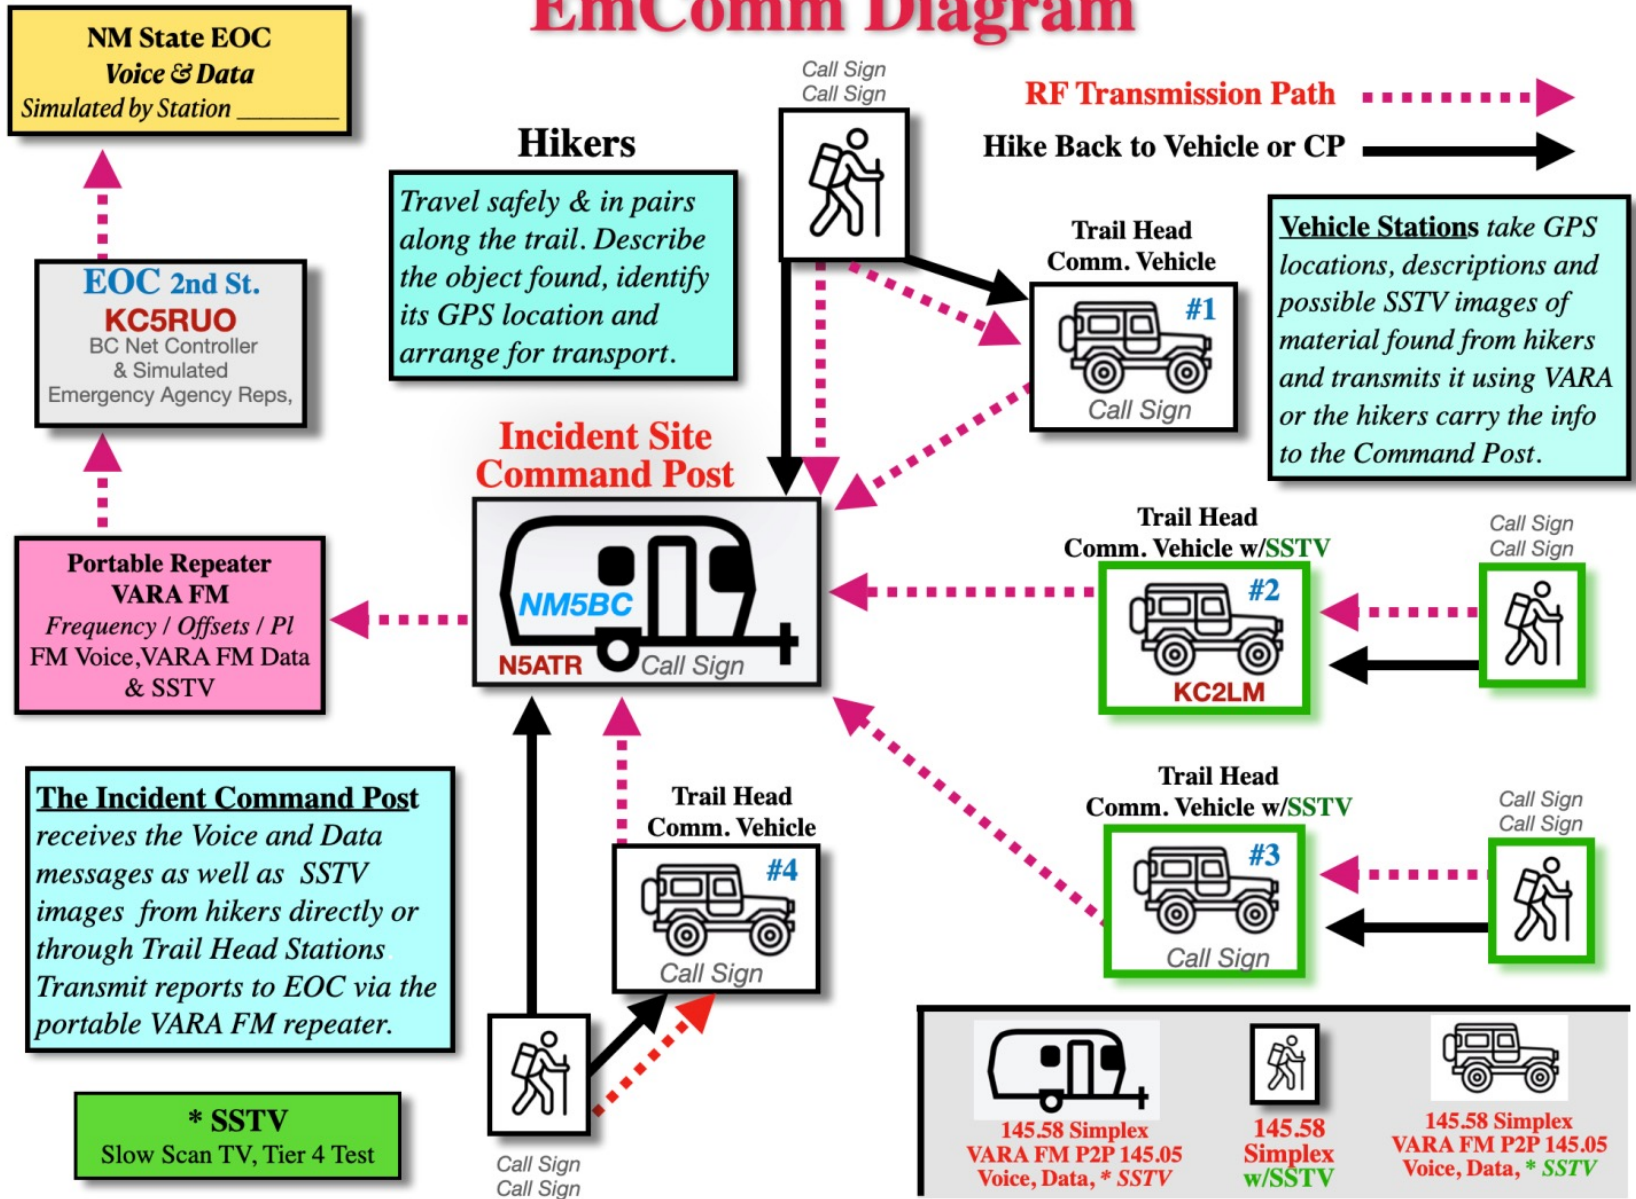 EmComm Diagram
NM State EOC
Voice & Data
Simulated by Station ________
EOC 2nd St.
KC5RUO
BC Net Controller
& Simulated
Emergency Agency Reps,
Portable Repeater
VARA FM
Frequency / Offsets / Pl
FM Voice,VARA FM Data
& SSTV
Hikers
Travel safely & in pairs
along the trail. Describe
the object found, identify
its GPS location and
arrange for transport.
Call Sign
Call Sign
RF Transmission Path
Hike Back to Vehicle or CP
Trail Head
Comm. Vehicle
#1
Call Sign
Vehicle Stations take GPS
locations, descriptions and
possible SSTV images of
material found from hikers
and transmits it using VARA
or the hikers carry the info
to the Command Post.
Incident Site
Command Post
NM5BC
N5ATR Call Sign
Trail Head
Comm. Vehicle w/SSTV
#2
KC2LM
Call Sign
Call Sign
Trail Head
Comm. Vehicle w/SSTV
#3
Call Sign
Call Sign
Call Sign
The Incident Command Post
receives the Voice and Data
messages as well as SSTV
images from hikers directly or
through Trail Head Stations.
Transmit reports to EOC via the
portable VARA FM repeater.
Trail Head
Comm. Vehicle
#4
Call Sign
Call Sign
Call Sign
* SSTV
Slow Scan TV, Tier 4 Test
145.58 Simplex
VARA FM P2P 145.05
Voice, Data, * SSTV
145.58
Simplex
w/SSTV
145.58 Simplex
VARA FM P2P 145.05
Voice, Data, * SSTV